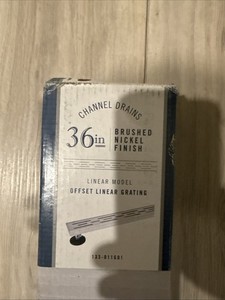 CHANNEL DRAINS
36in
BRUSHED
NICKEL
FINISH
LINEAR MODEL
OFFSET LINEAR GRATING